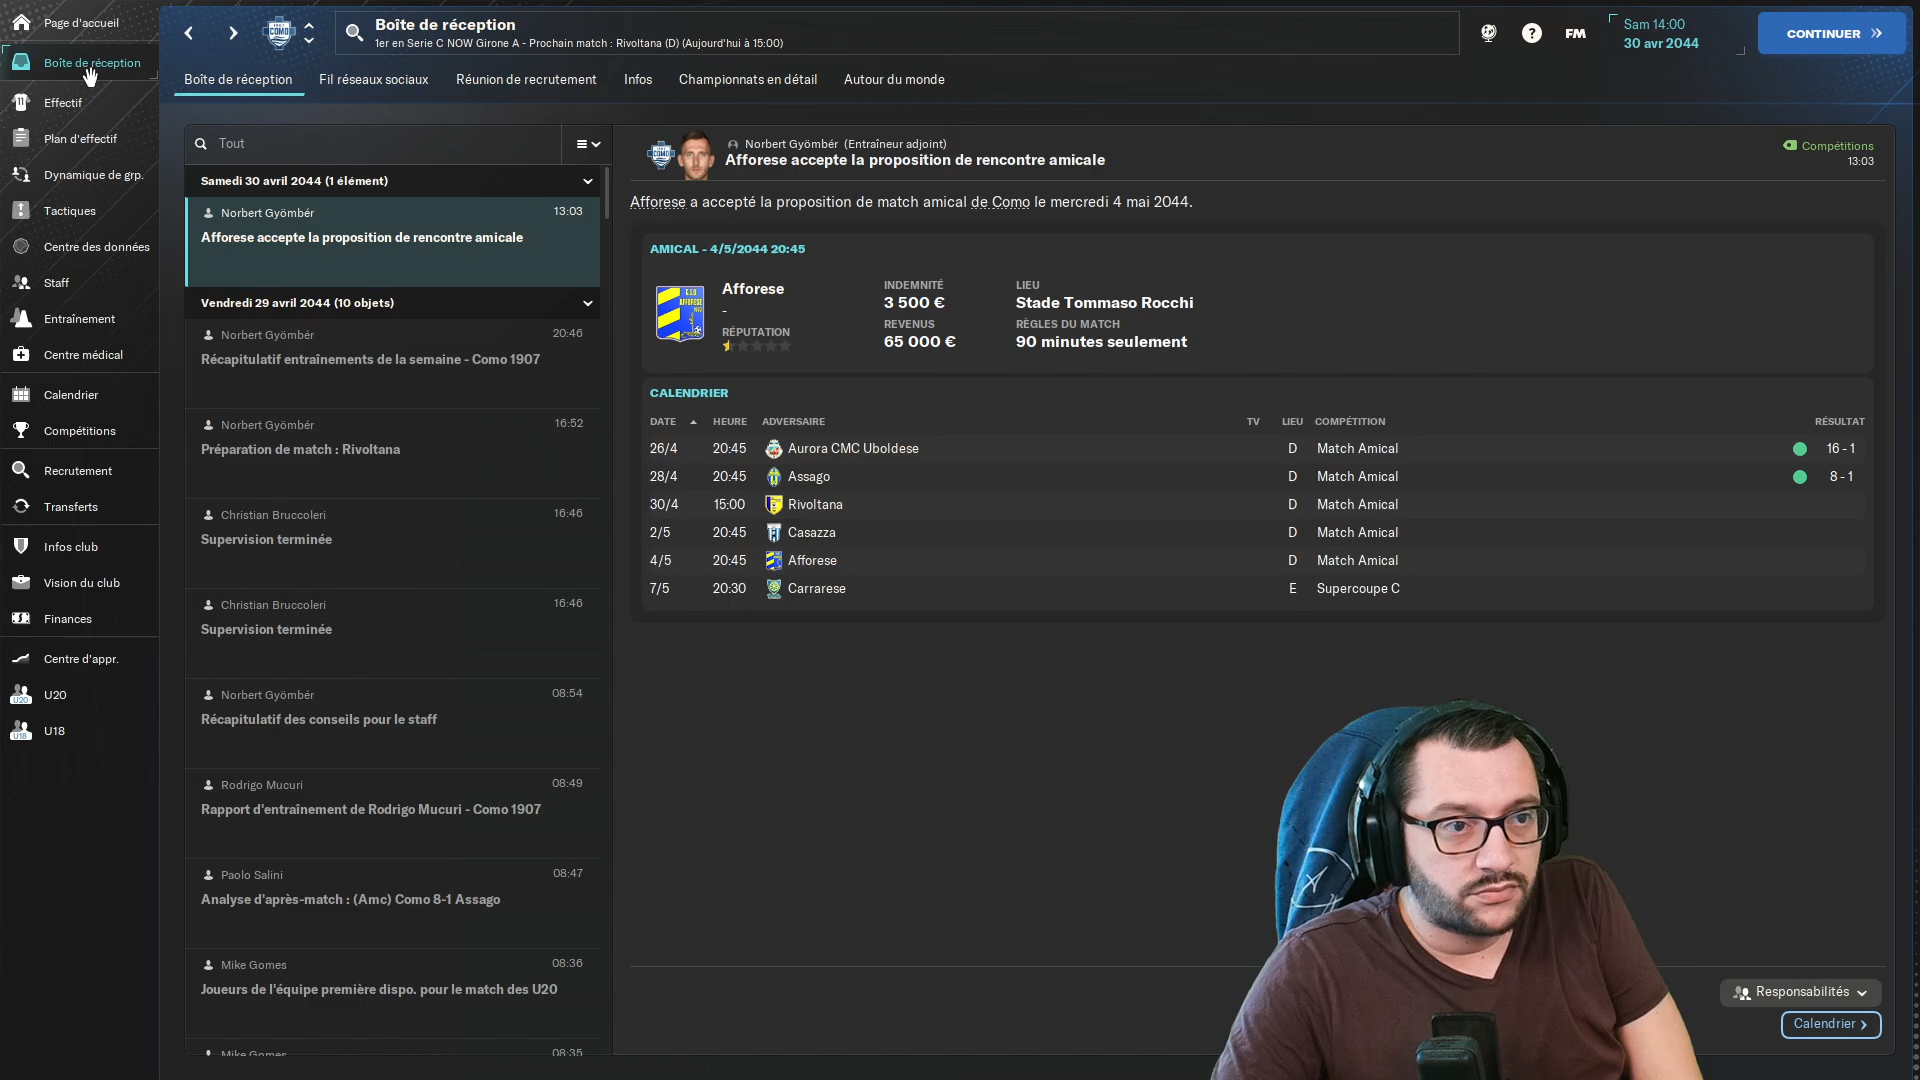 Page d'accueil
Boîte de réception
Effectif
Plan d'effectif
Dynamique de grp.
Tactiques
Centre des données
Staff
Entraînement
Centre médical
Calendrier
Compétitions
Recrutement
Transferts
Infos club
Vision du club
Finances
Centre d'appr.
U20
U18
Boîte de réception
1er en Serie C NOW Girone A - Prochain match : Rivoltana (D) (Aujourd'hui à 15:00)
FM
Sam 14:00
30 avr 2044
CONTINUER
Boîte de réception Fil réseaux sociaux Réunion de recrutement Infos Championnats en détail Autour du monde
Tout
Samedi 30 avril 2044 (1 élément)
Norbert Gyömbér 13:03
Afforese accepte la proposition de rencontre amicale
Vendredi 29 avril 2044 (10 objets)
Norbert Gyömbér 20:46
Récapitulatif entraînements de la semaine - Como 1907
Norbert Gyömbér 16:52
Préparation de match : Rivoltana
Christian Bruccoleri 16:46
Supervision terminée
Christian Bruccoleri 16:46
Supervision terminée
Norbert Gyömbér 08:54
Récapitulatif des conseils pour le staff
Rodrigo Mucuri 08:49
Rapport d'entraînement de Rodrigo Mucuri - Como 1907
Paolo Salini 08:47
Analyse d'après-match : (Amc) Como 8-1 Assago
Mike Gomes 08:36
Joueurs de l'équipe première dispo. pour le match des U20
Mike Gomes 08:35
Norbert Gyömbér (Entraîneur adjoint)
Afforese accepte la proposition de rencontre amicale
Compétitions
13:03
Afforese a accepté la proposition de match amical de Como le mercredi 4 mai 2044.
AMICAL - 4/5/2044 20:45
Afforese
-
RÉPUTATION
INDEMNITÉ
3 500 €
REVENUS
65 000 €
LIEU
Stade Tommaso Rocchi
RÈGLES DU MATCH
90 minutes seulement
CALENDRIER
DATE HEURE ADVERSAIRE TV LIEU COMPÉTITION RÉSULTAT
26/4 20:45 Aurora CMC Uboldese D Match Amical 16 - 1
28/4 20:45 Assago D Match Amical 8 - 1
30/4 15:00 Rivoltana D Match Amical
2/5 20:45 Casazza D Match Amical
4/5 20:45 Afforese D Match Amical
7/5 20:30 Carrarese E Supercoupe C
Responsabilités
Calendrier